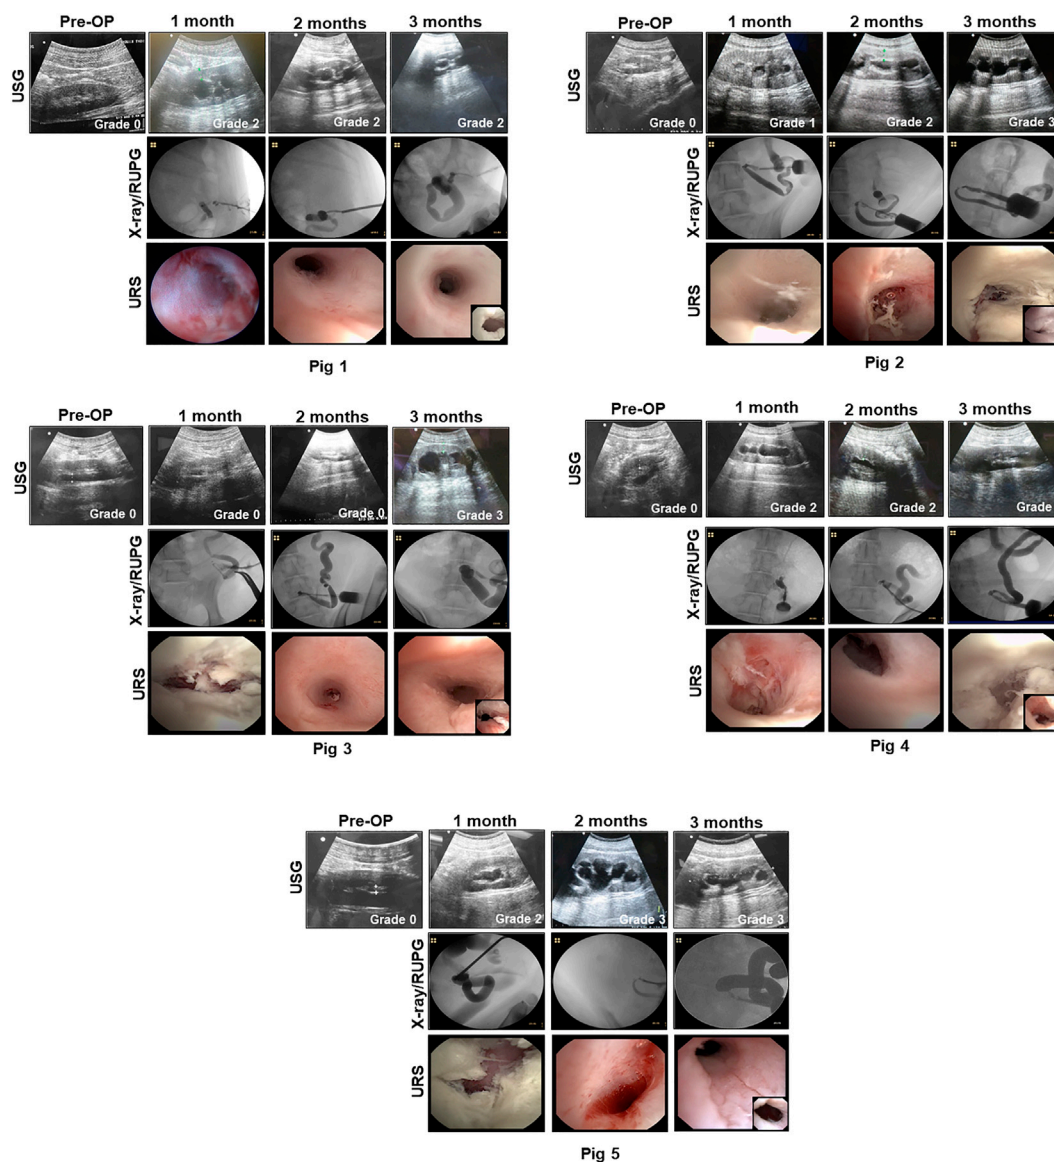 Pre-OP 1 month 2 months 3 months
USG
Grade 0 Grade 2 Grade 2 Grade 2
X-ray/RUPG
URS
Pig 1
Pre-OP 1 month 2 months 3 months
USG
Grade 0 Grade 1 Grade 2 Grade 3
X-ray/RUPG
URS
Pig 2
Pre-OP 1 month 2 months 3 months
USG
Grade 0 Grade 0 Grade 0 Grade 3
X-ray/RUPG
URS
Pig 3
Pre-OP 1 month 2 months 3 months
USG
Grade 0 Grade 2 Grade 2 Grade
X-ray/RUPG
URS
Pig 4
Pre-OP 1 month 2 months 3 months
USG
Grade 0 Grade 2 Grade 3 Grade 3
X-ray/RUPG
URS
Pig 5